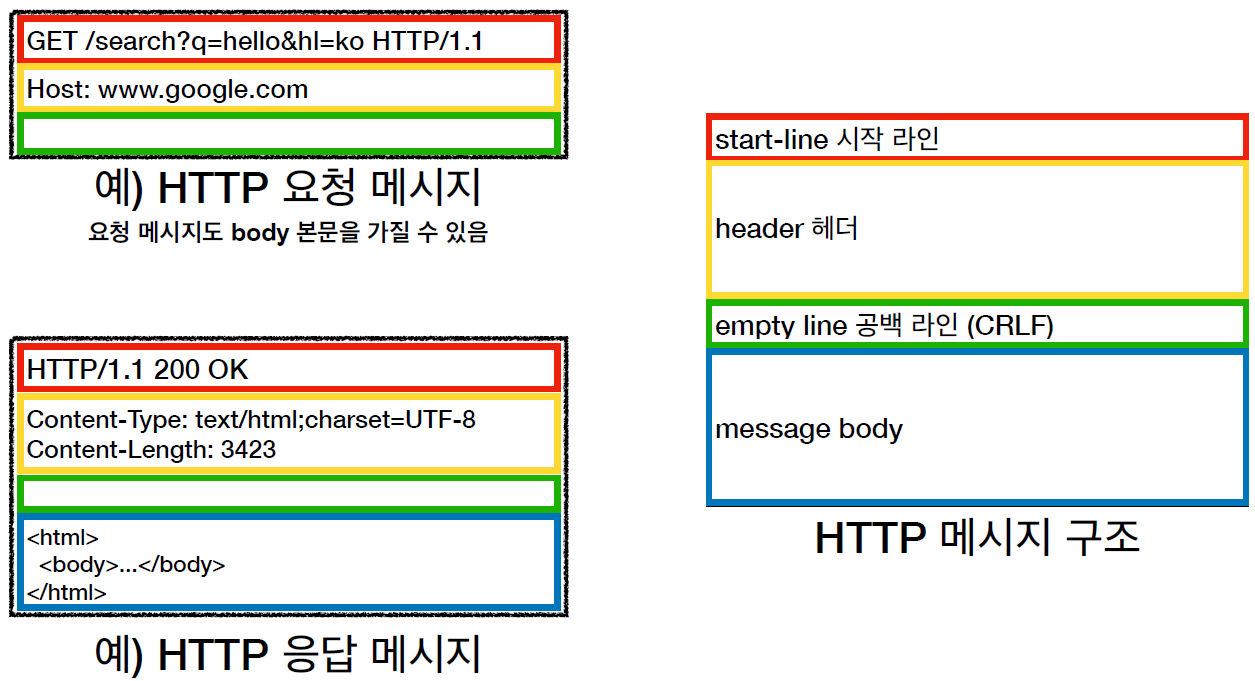 GET /search?q=hello&hl=ko HTTP/1.1
Host: www.google.com
예) HTTP 요청 메시지
요청 메시지도 body 본문을 가질 수 있음
HTTP/1.1 200 OK
Content-Type: text/html;charset=UTF-8
Content-Length: 3423
<html>
<body>...</body>
</html>
예) HTTP 응답 메시지
start-line 시작 라인
header 헤더
empty line 공백 라인 (CRLF)
message body
HTTP 메시지 구조